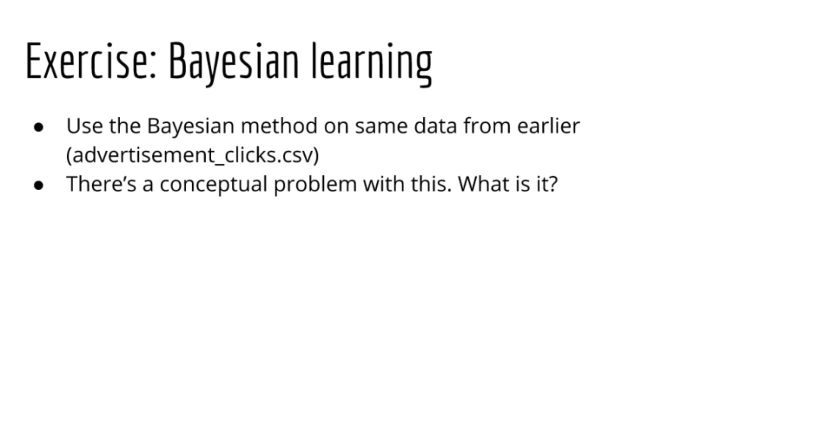 Exercise: Bayesian learning
● Use the Bayesian method on same data from earlier
(advertisement_clicks.csv)
● There's a conceptual problem with this. What is it?